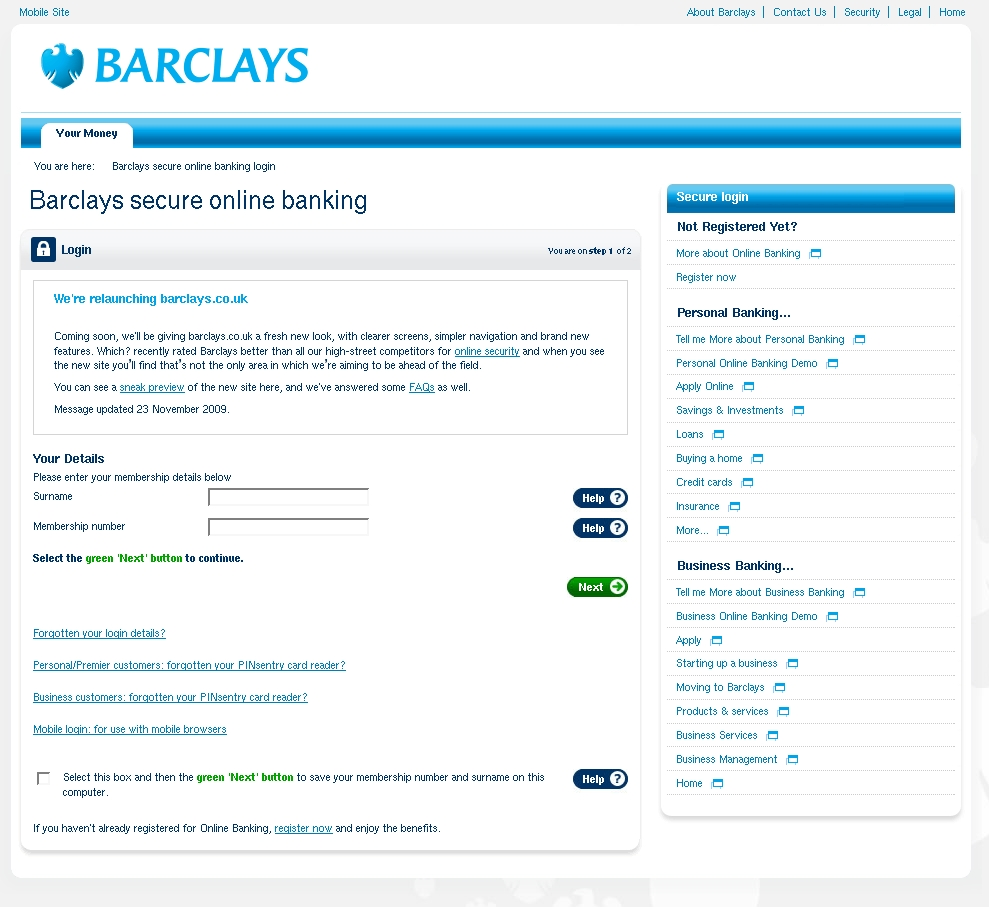 Mobile Site
About Barclays | Contact Us | Security | Legal | Home
BARCLAYS
Your Money
You are here: Barclays secure online banking login
Barclays secure online banking
Login
You are on step 1 of 2
We're relaunching barclays.co.uk
Coming soon, we'll be giving barclays.co.uk a fresh new look, with clearer screens, simpler navigation and brand new
features. Which? recently rated Barclays better than all our high-street competitors for online security and when you see
the new site you'll find that's not the only area in which we're aiming to be ahead of the field.
You can see a sneak preview of the new site here, and we've answered some FAQs as well.
Message updated 23 November 2009.
Your Details
Please enter your membership details below
Surname
Help ?
Membership number
Help ?
Select the green 'Next' button to continue.
Next
Forgotten your login details?
Personal/Premier customers: forgotten your PINsentry card reader?
Business customers: forgotten your PINsentry card reader?
Mobile login: for use with mobile browsers
Select this box and then the green 'Next' button to save your membership number and surname on this
computer.
Help ?
If you haven't already registered for Online Banking, register now and enjoy the benefits.
Secure login
Not Registered Yet?
More about Online Banking
Register now
Personal Banking...
Tell me More about Personal Banking
Personal Online Banking Demo
Apply Online
Savings & Investments
Loans
Buying a home
Credit cards
Insurance
More...
Business Banking...
Tell me More about Business Banking
Business Online Banking Demo
Apply
Starting up a business
Moving to Barclays
Products & services
Business Services
Business Management
Home